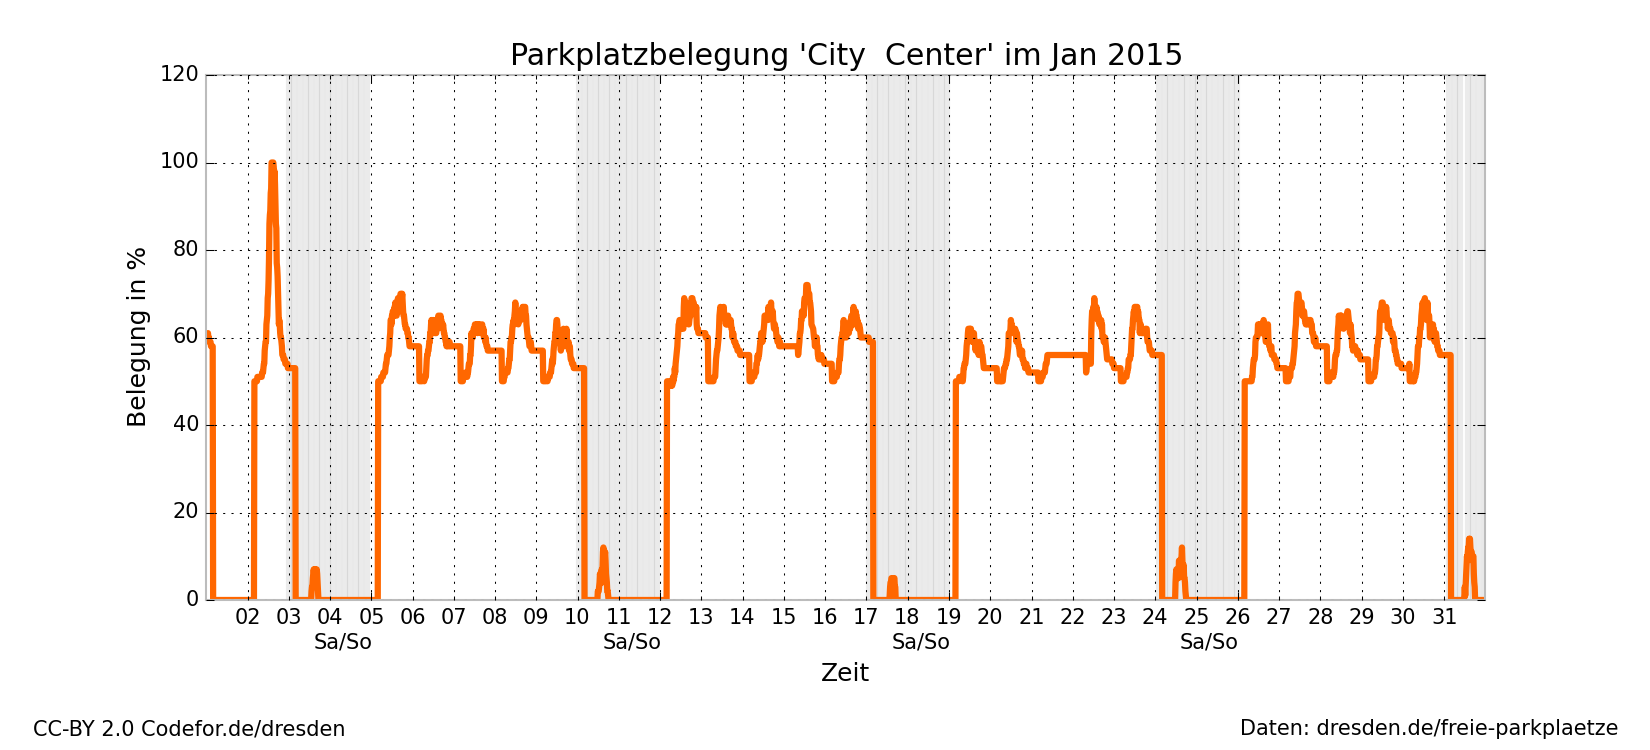 Parkplatzbelegung 'City  Center' im Jan 2015
120
100
80
60
40
20
0
Belegung in %
02 03 04 05 06 07 08 09 10 11 12 13 14 15 16 17 18 19 20 21 22 23 24 25 26 27 28 29 30 31
Sa/So Sa/So Sa/So Sa/So
Zeit
CC-BY 2.0 Codefor.de/dresden
Daten: dresden.de/freie-parkplaetze